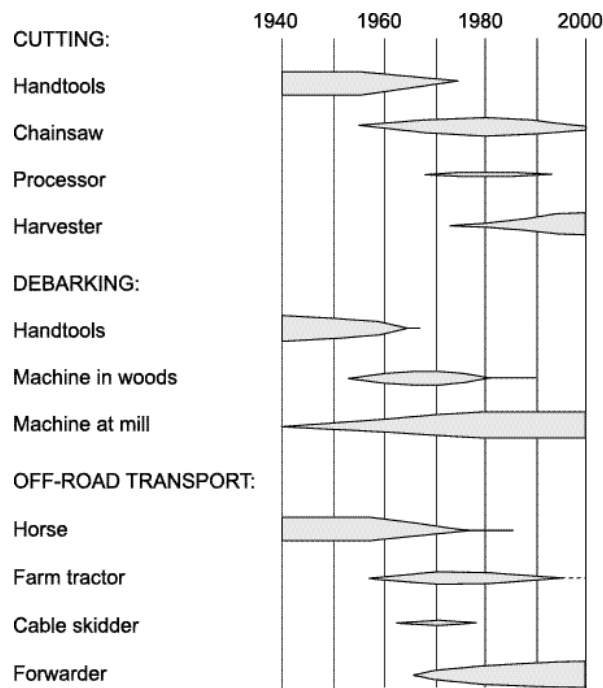 1940 1960 1980 2000
CUTTING:
Handtools
Chainsaw
Processor
Harvester
DEBARKING:
Handtools
Machine in woods
Machine at mill
OFF-ROAD TRANSPORT:
Horse
Farm tractor
Cable skidder
Forwarder